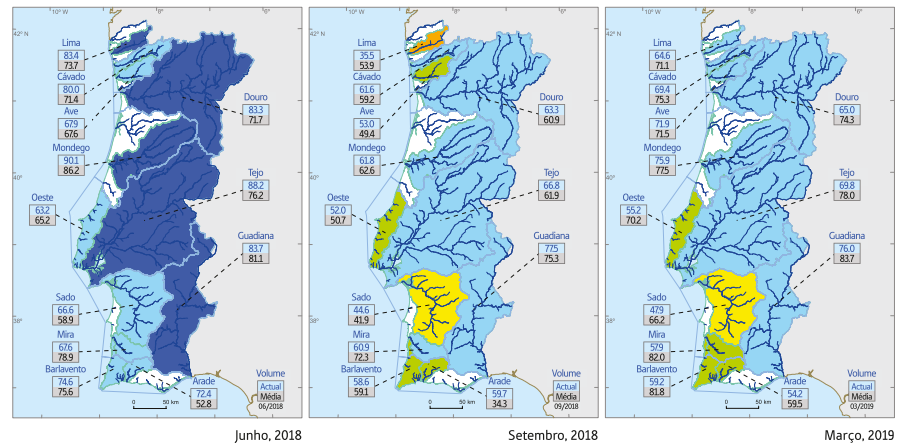 10° W
8°
42° N
40°
38°
Lima
83.4
73.7
Cávado
80.0
71.4
Ave
67.9
67.6
Mondego
90.1
86.2
Douro
83.3
71.7
Tejo
88.2
76.2
Oeste
63.2
65.2
Guadiana
83.7
81.1
Sado
66.6
58.9
Mira
67.6
78.9
Barlavento
74.6
75.6
Arade
72.4
52.8
Volume
Actual
Média
06/2018
0 50 km
Junho, 2018
10° W
8°
42° N
40°
38°
Lima
35.5
53.9
Cávado
61.6
59.2
Ave
53.0
49.4
Mondego
61.8
62.6
Douro
63.3
60.9
Tejo
66.8
61.9
Oeste
52.0
50.7
Guadiana
77.5
75.3
Sado
44.6
41.9
Mira
60.9
72.3
Barlavento
58.6
59.1
Arade
59.7
34.3
Volume
Actual
Média
09/2018
0 50 km
Setembro, 2018
10° W
8°
42° N
40°
38°
Lima
64.6
71.1
Cávado
69.4
75.3
Ave
71.9
71.5
Mondego
75.9
77.5
Douro
65.0
74.3
Tejo
69.8
78.0
Oeste
55.2
70.2
Guadiana
76.0
83.7
Sado
47.9
66.2
Mira
57.9
82.0
Barlavento
59.2
81.8
Arade
54.2
59.5
Volume
Actual
Média
03/2019
0 50 km
Março, 2019